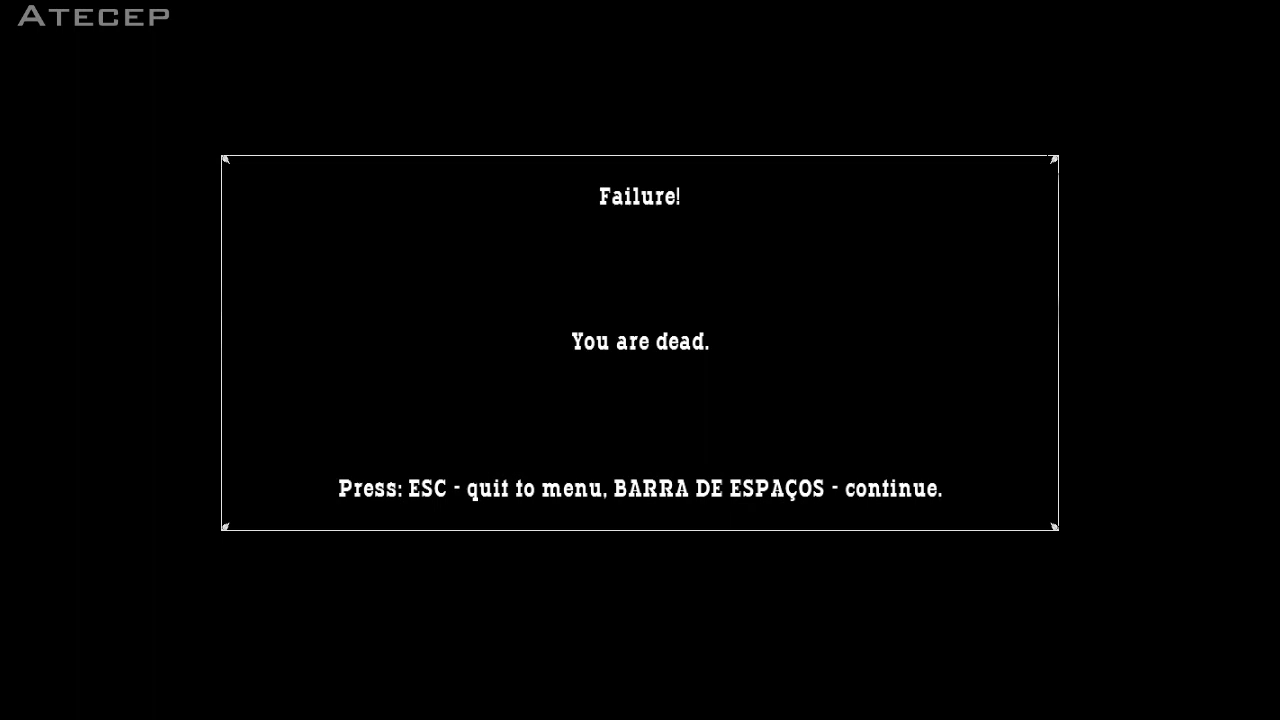 ATECEP
Failure!
You are dead.
Press: ESC - quit to menu, BARRA DE ESPAÇOS - continue.